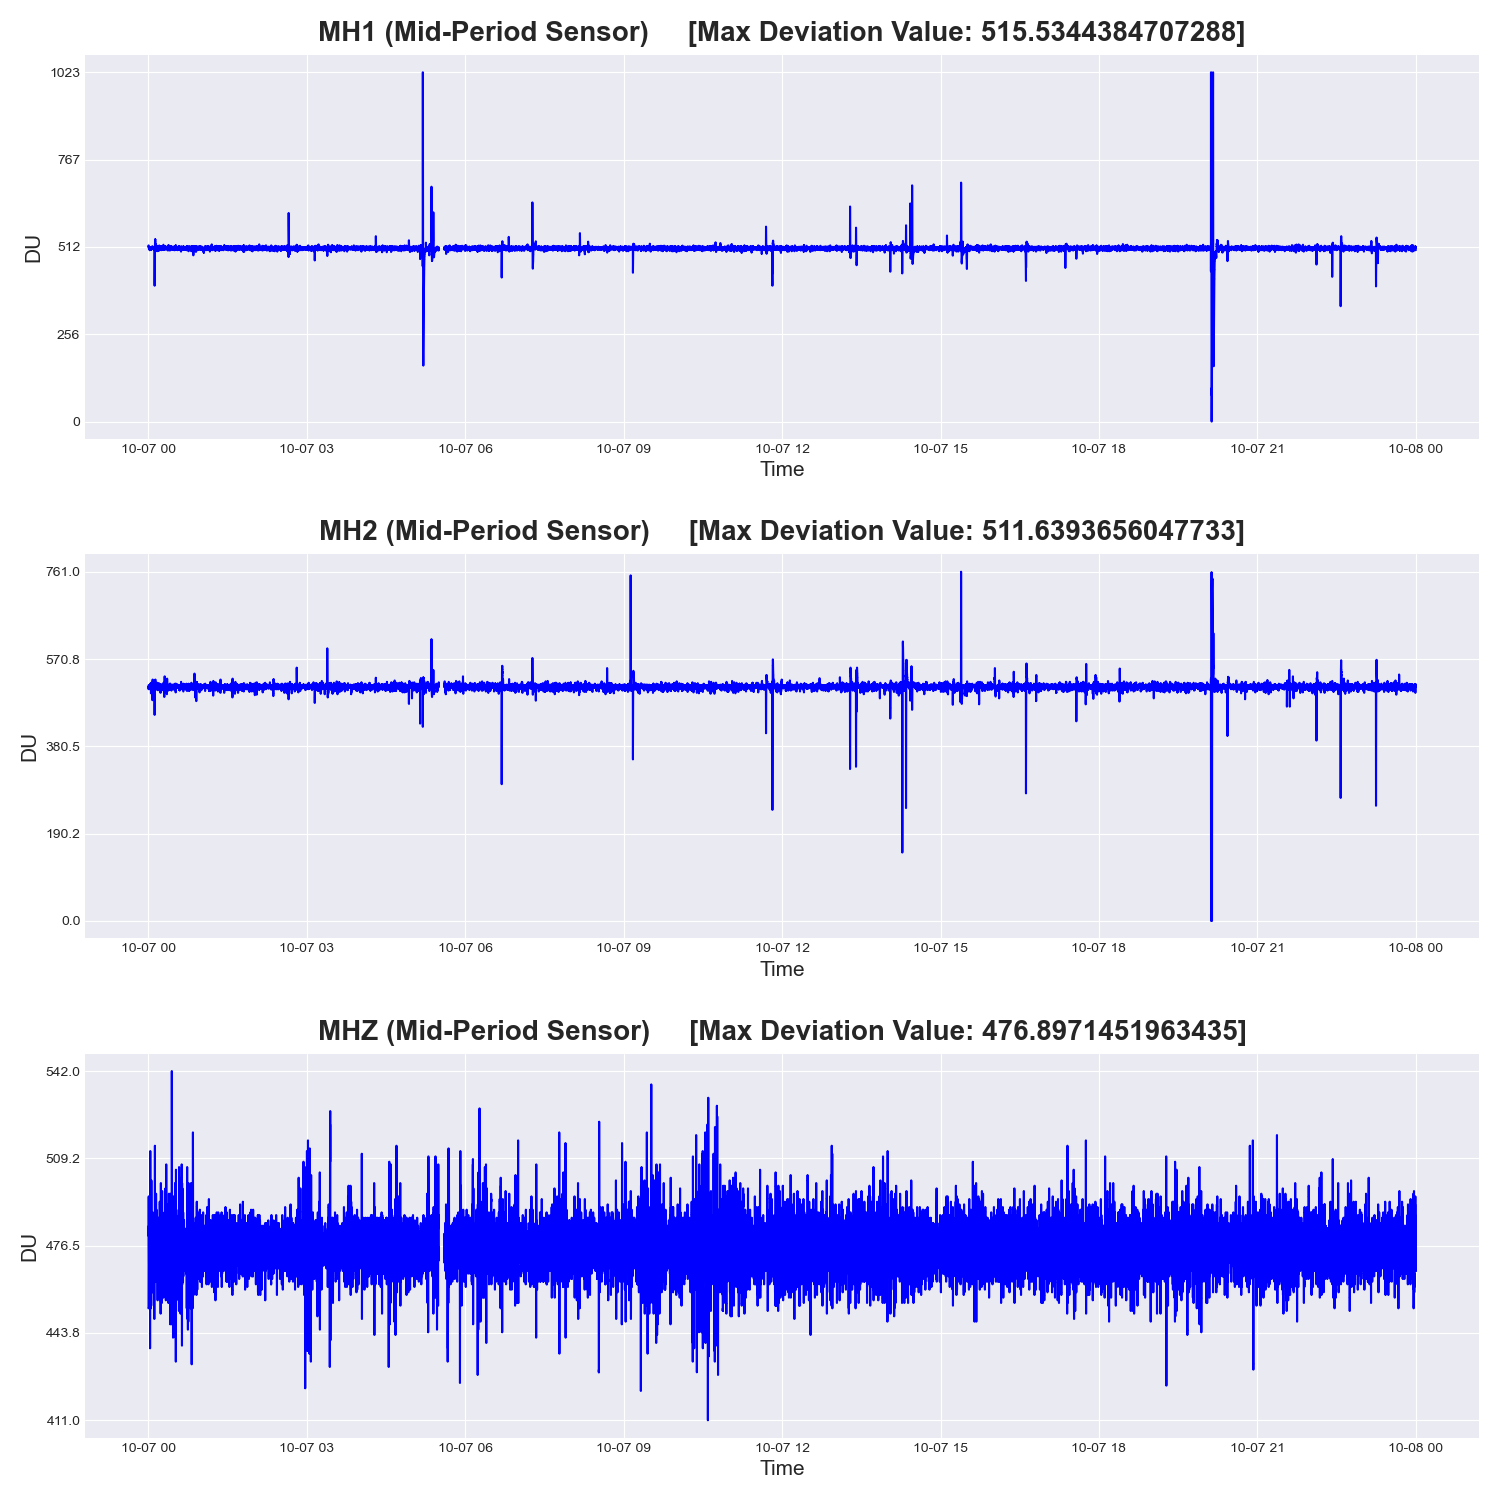 MH1 (Mid-Period Sensor) [Max Deviation Value: 515.5344384707288]
1023
767
512
256
0
DU
10-07 00 10-07 03 10-07 06 10-07 09 10-07 12 10-07 15 10-07 18 10-07 21 10-08 00
Time
MH2 (Mid-Period Sensor) [Max Deviation Value: 511.6393656047733]
761.0
570.8
380.5
190.2
0.0
DU
10-07 00 10-07 03 10-07 06 10-07 09 10-07 12 10-07 15 10-07 18 10-07 21 10-08 00
Time
MHZ (Mid-Period Sensor) [Max Deviation Value: 476.8971451963435]
542.0
509.2
476.5
443.8
411.0
DU
10-07 00 10-07 03 10-07 06 10-07 09 10-07 12 10-07 15 10-07 18 10-07 21 10-08 00
Time